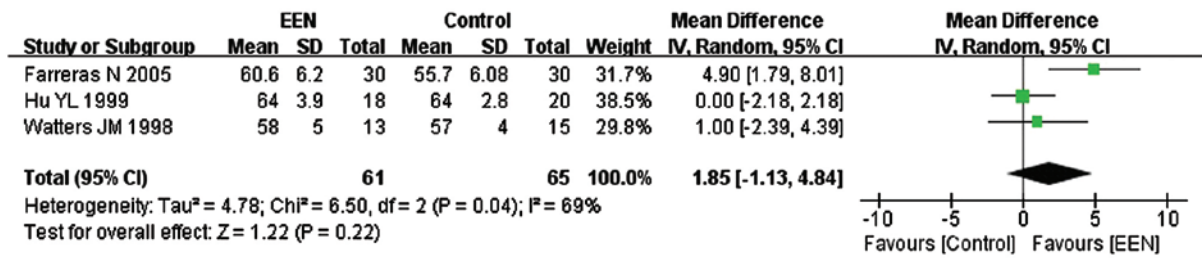 EEN Control Mean Difference Mean Difference
Study or Subgroup Mean SD Total Mean SD Total Weight IV, Random, 95% CI IV, Random, 95% CI
Farreras N 2005 60.6 6.2 30 55.7 6.08 30 31.7% 4.90 [1.79, 8.01]
Hu YL 1999 64 3.9 18 64 2.8 20 38.5% 0.00 [-2.18, 2.18]
Watters JM 1998 58 5 13 57 4 15 29.8% 1.00 [-2.39, 4.39]
Total (95% CI) 61 65 100.0% 1.85 [-1.13, 4.84]
Heterogeneity: Tau² = 4.78; Chi² = 6.50, df = 2 (P = 0.04); I² = 69%
Test for overall effect: Z = 1.22 (P = 0.22)
-10 -5 0 5 10
Favours [Control] Favours [EEN]